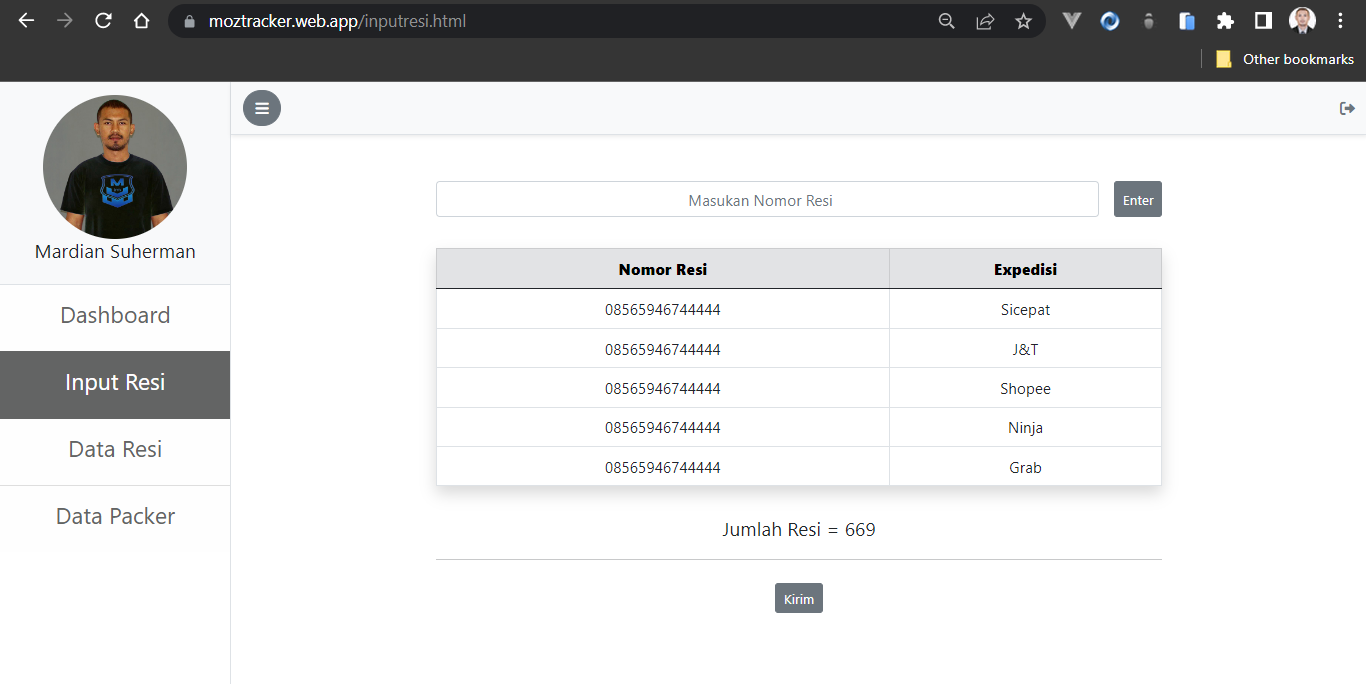 moztracker.web.app/inputresi.html
Other bookmarks
Mardian Suherman
Dashboard
Input Resi
Data Resi
Data Packer
Masukan Nomor Resi Enter
Nomor Resi Expedisi
08565946744444 Sicepat
08565946744444 J&T
08565946744444 Shopee
08565946744444 Ninja
08565946744444 Grab
Jumlah Resi = 669
Kirim